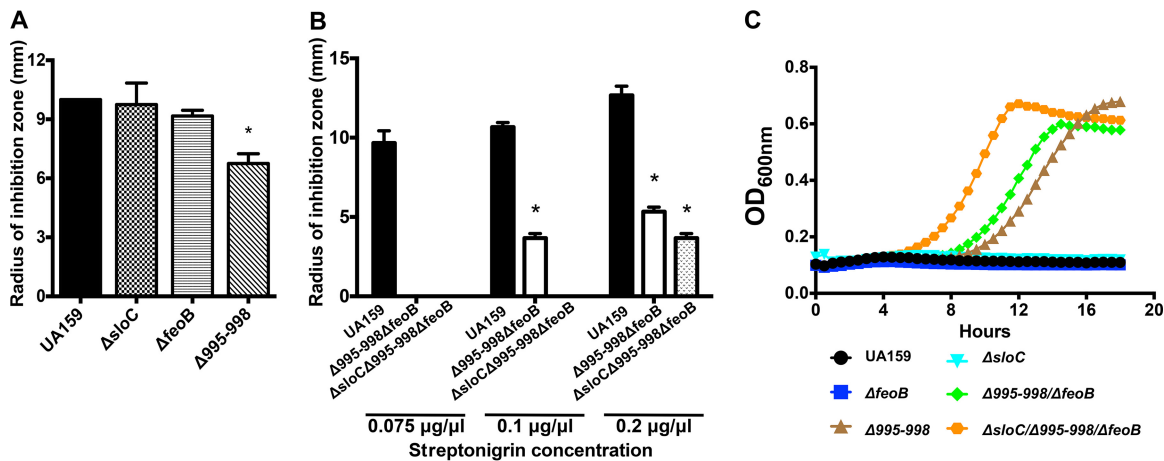 A
Radius of inhibition zone (mm)
12
9
6
3
0
*
UA159
ΔsloC
ΔfeoB
Δ995-998
B
Radius of inhibition zone (mm)
15
10
5
0
*
*
*
UA159
Δ995-998ΔfeoB
ΔsloCΔ995-998ΔfeoB
UA159
Δ995-998ΔfeoB
ΔsloCΔ995-998ΔfeoB
UA159
Δ995-998ΔfeoB
ΔsloCΔ995-998ΔfeoB
0.075 µg/µl
0.1 µg/µl
0.2 µg/µl
Streptonigrin concentration
C
OD600nm
0.8
0.6
0.4
0.2
0.0
0
4
8
12
16
20
Hours
UA159
ΔsloC
ΔfeoB
Δ995-998/ΔfeoB
Δ995-998
ΔsloC/Δ995-998/ΔfeoB